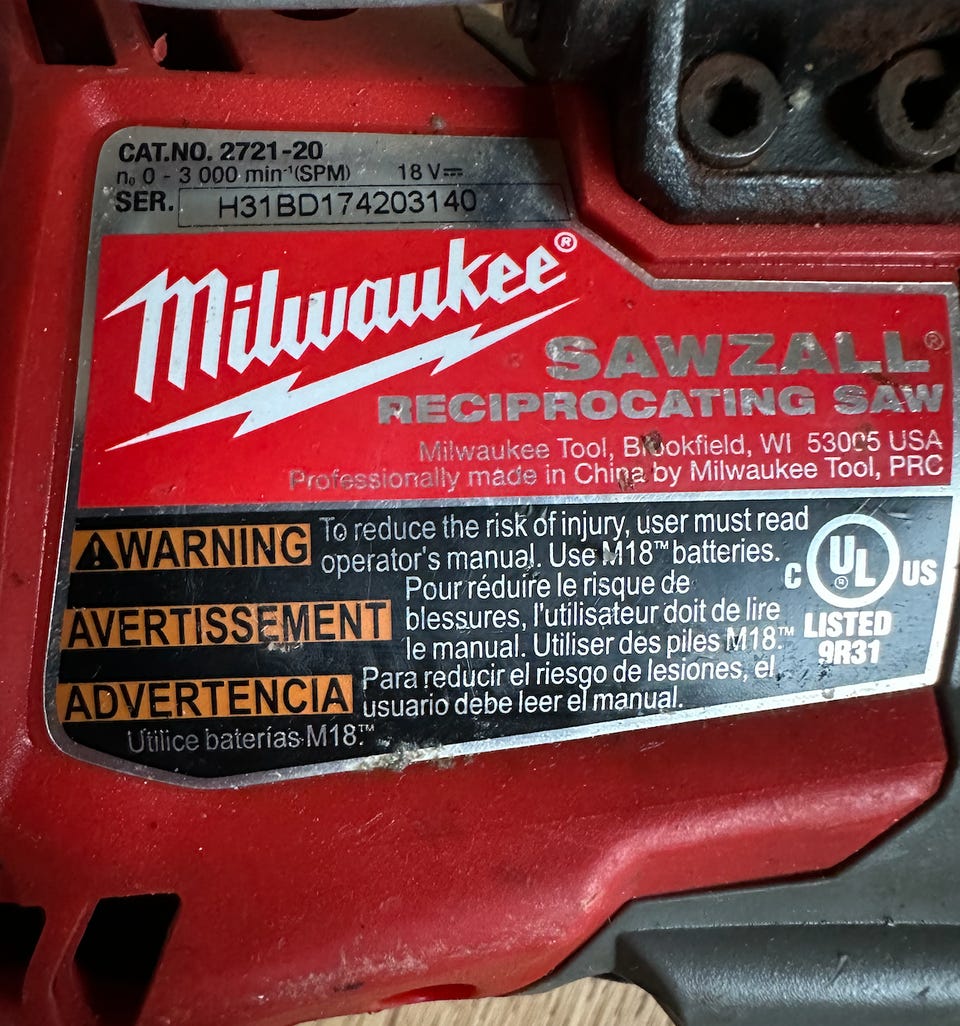 CAT.NO. 2721-20
n₀ 0 - 3 000 min⁻¹(SPM) 18 V⎓
SER. H31BD174203140
Milwaukee®
SAWZALL®
RECIPROCATING SAW
Milwaukee Tool, Brookfield, WI 53005 USA
Professionally made in China by Milwaukee Tool, PRC
⚠WARNING To reduce the risk of injury, user must read
operator's manual. Use M18™ batteries.
AVERTISSEMENT Pour réduire le risque de
blessures, l'utilisateur doit de lire
le manual. Utiliser des piles M18.™
ADVERTENCIA Para reducir el riesgo de lesiones, el
usuario debe leer el manual.
Utilice baterías M18.™
C UL® US
LISTED
9R31